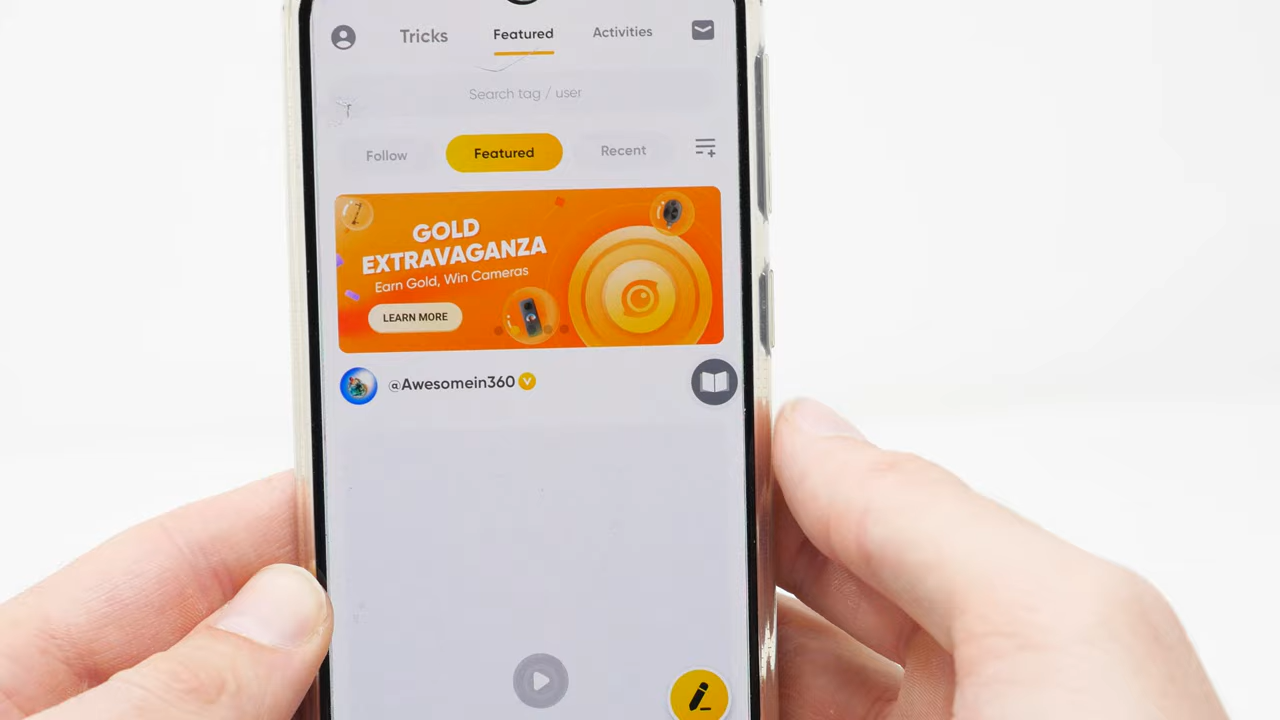 Tricks Featured Activities
Search tag / user
Follow Featured Recent
GOLD
EXTRAVAGANZA
Earn Gold, Win Cameras
LEARN MORE
@Awesomein360 V